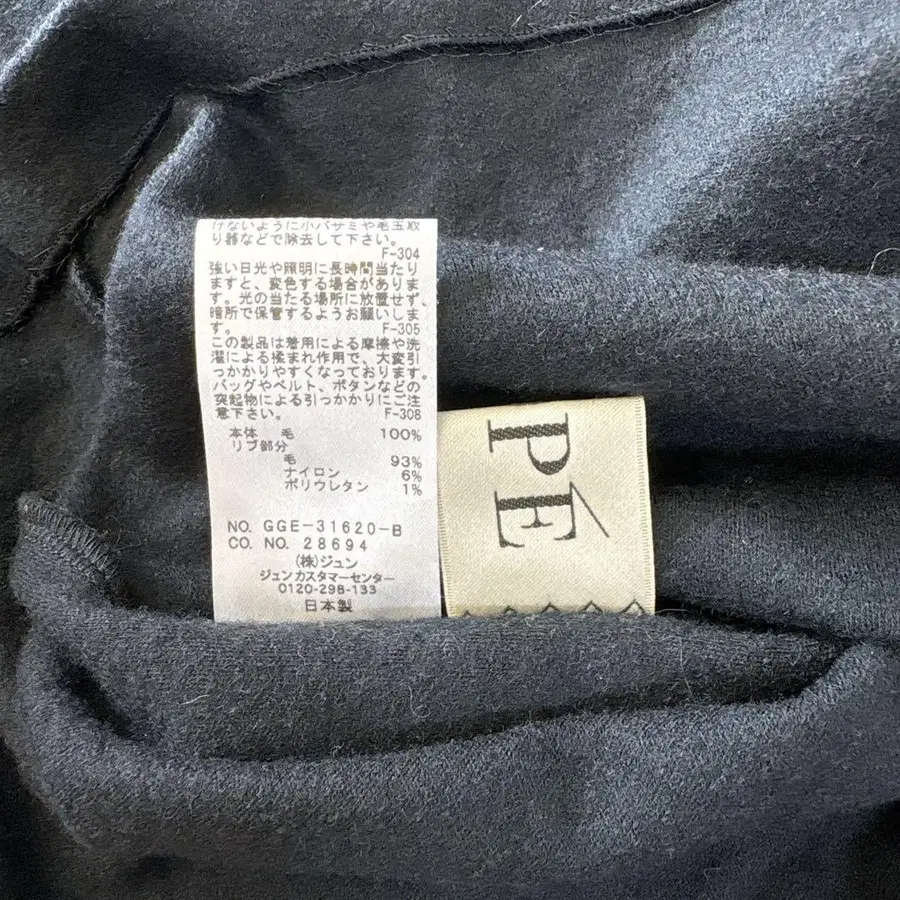 けないように小バサミや毛玉取
り器などで除去して下さい。
F-304
強い日光や照明に長時間当たり
ますと、変色する場合がありま
す。光の当たる場所に放置せず、
暗所で保管するようお願いしま
す。 F-305
この製品は着用による摩擦や洗
濯による揉まれ作用で、大変引
っかかりやすくなっております。
バッグやベルト、ボタンなどの
突起物による引っかかりにご注
意下さい。 F-308
本体 毛 100%
リブ部分
毛 93%
ナイロン 6%
ポリウレタン 1%
NO. GGE-31620-B
CO. NO. 28694
(株)ジュン
ジュンカスタマーセンター
0120-298-133
日本製
PÉ